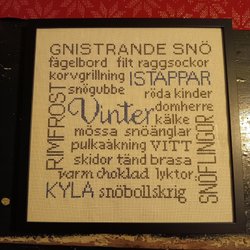 GNISTRANDE SNÖ
fågelbord filt raggsockor
korvgrillning ISTAPPAR
snögubbe röda kinder
RIMFROST
Vinter
domherre
kälke
mössa snöänglar
pulkaåkning VITT
skidor tänd brasa
varm choklad lyktor
KYLA snöbollskrig
SNÖFLINGOR